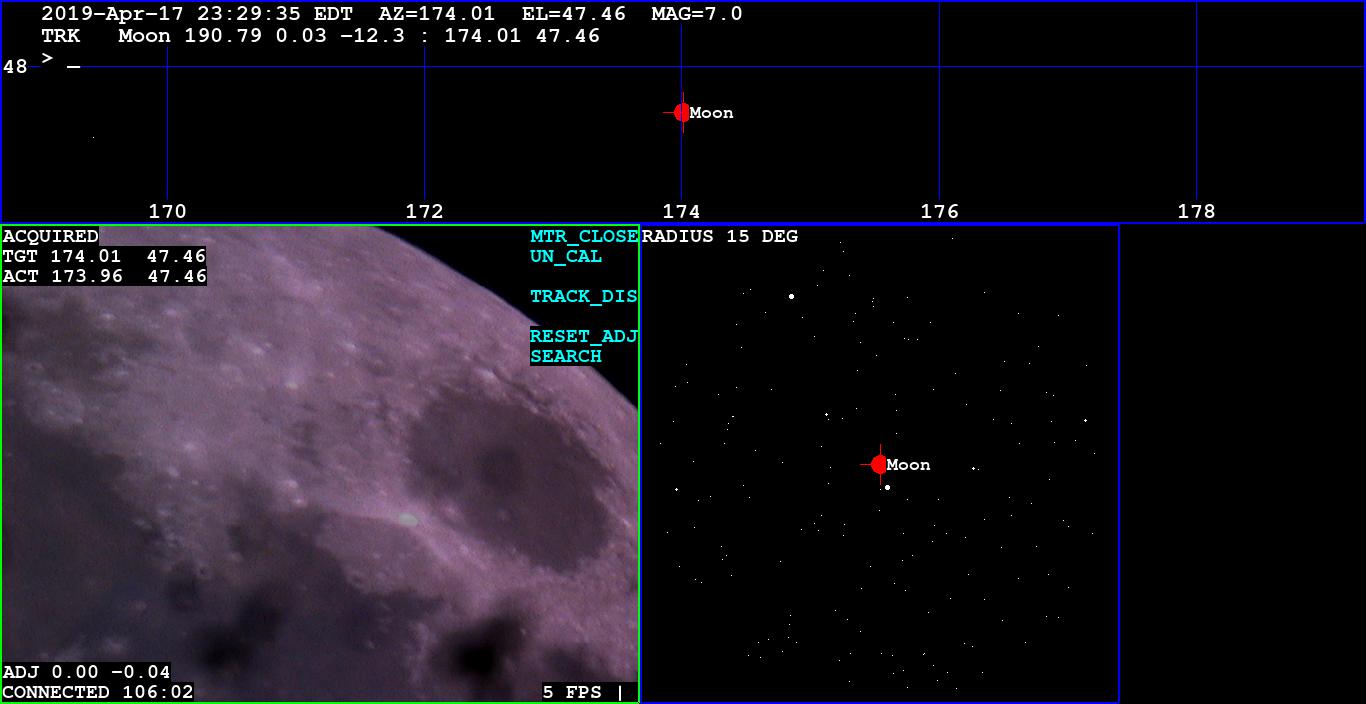 2019-Apr-17 23:29:35 EDT AZ=174.01 EL=47.46 MAG=7.0
TRK Moon 190.79 0.03 -12.3 : 174.01 47.46
> _
48
Moon
170 172 174 176 178
ACQUIRED
TGT 174.01 47.46
ACT 173.96 47.46
MTR_CLOSE
UN_CAL
TRACK_DIS
RESET_ADJ
SEARCH
ADJ 0.00 -0.04
CONNECTED 106:02
5 FPS |
RADIUS 15 DEG
Moon